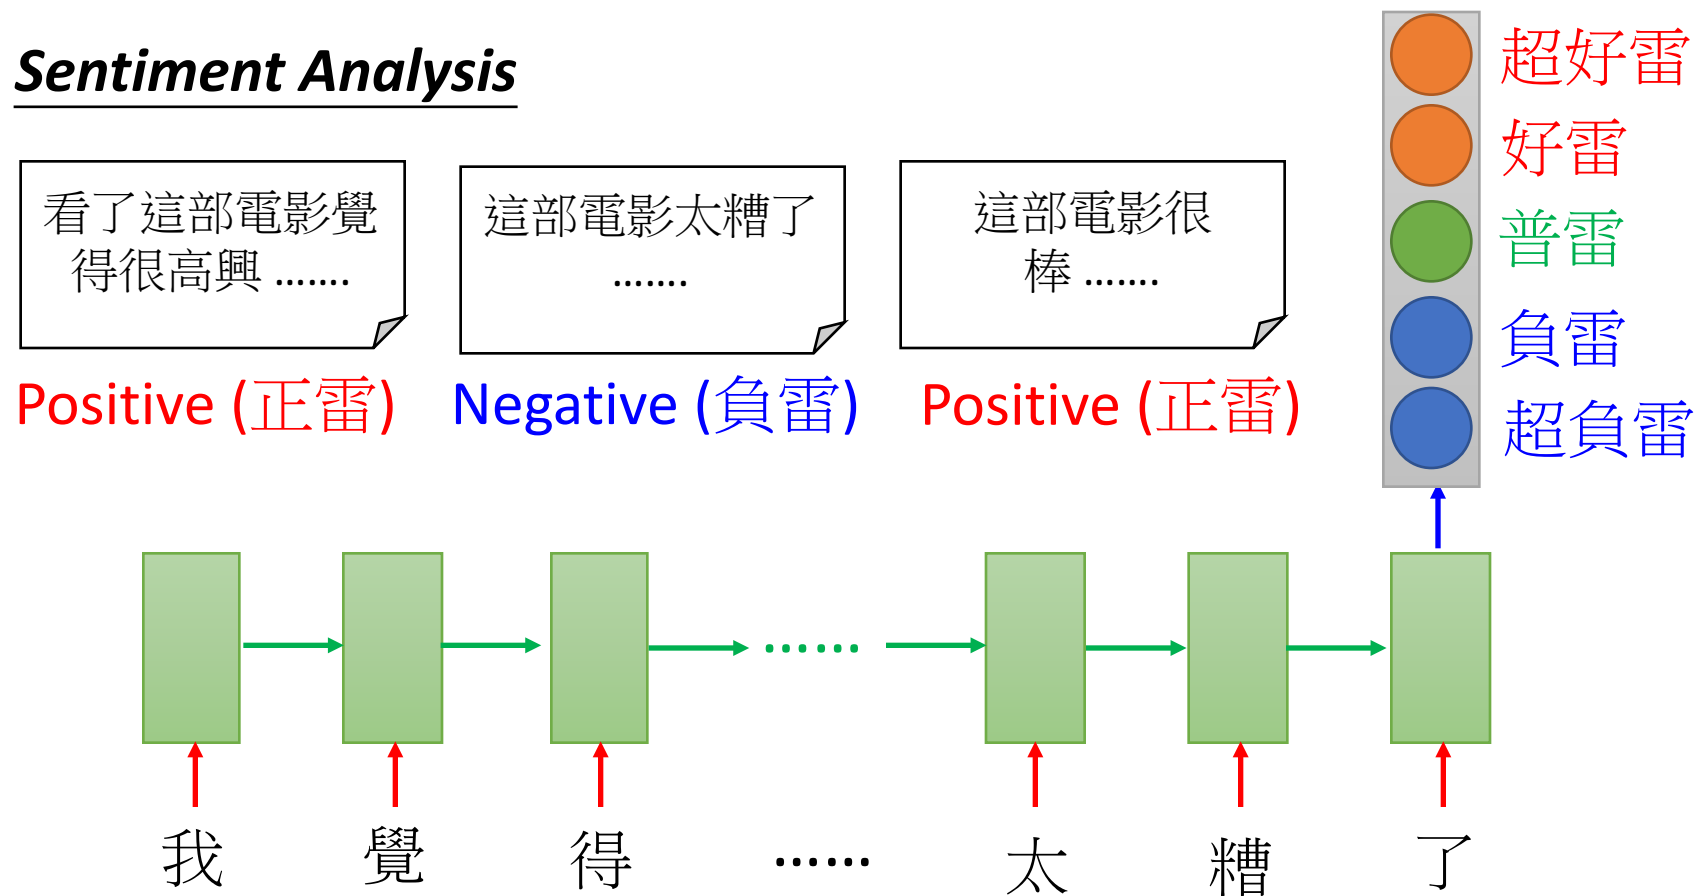 Sentiment Analysis
看了這部電影覺
得很高興 …….
Positive (正雷)
這部電影太糟了
…….
Negative (負雷)
這部電影很
棒 …….
Positive (正雷)
超好雷
好雷
普雷
負雷
超負雷
……
我 覺 得 …… 太 糟 了